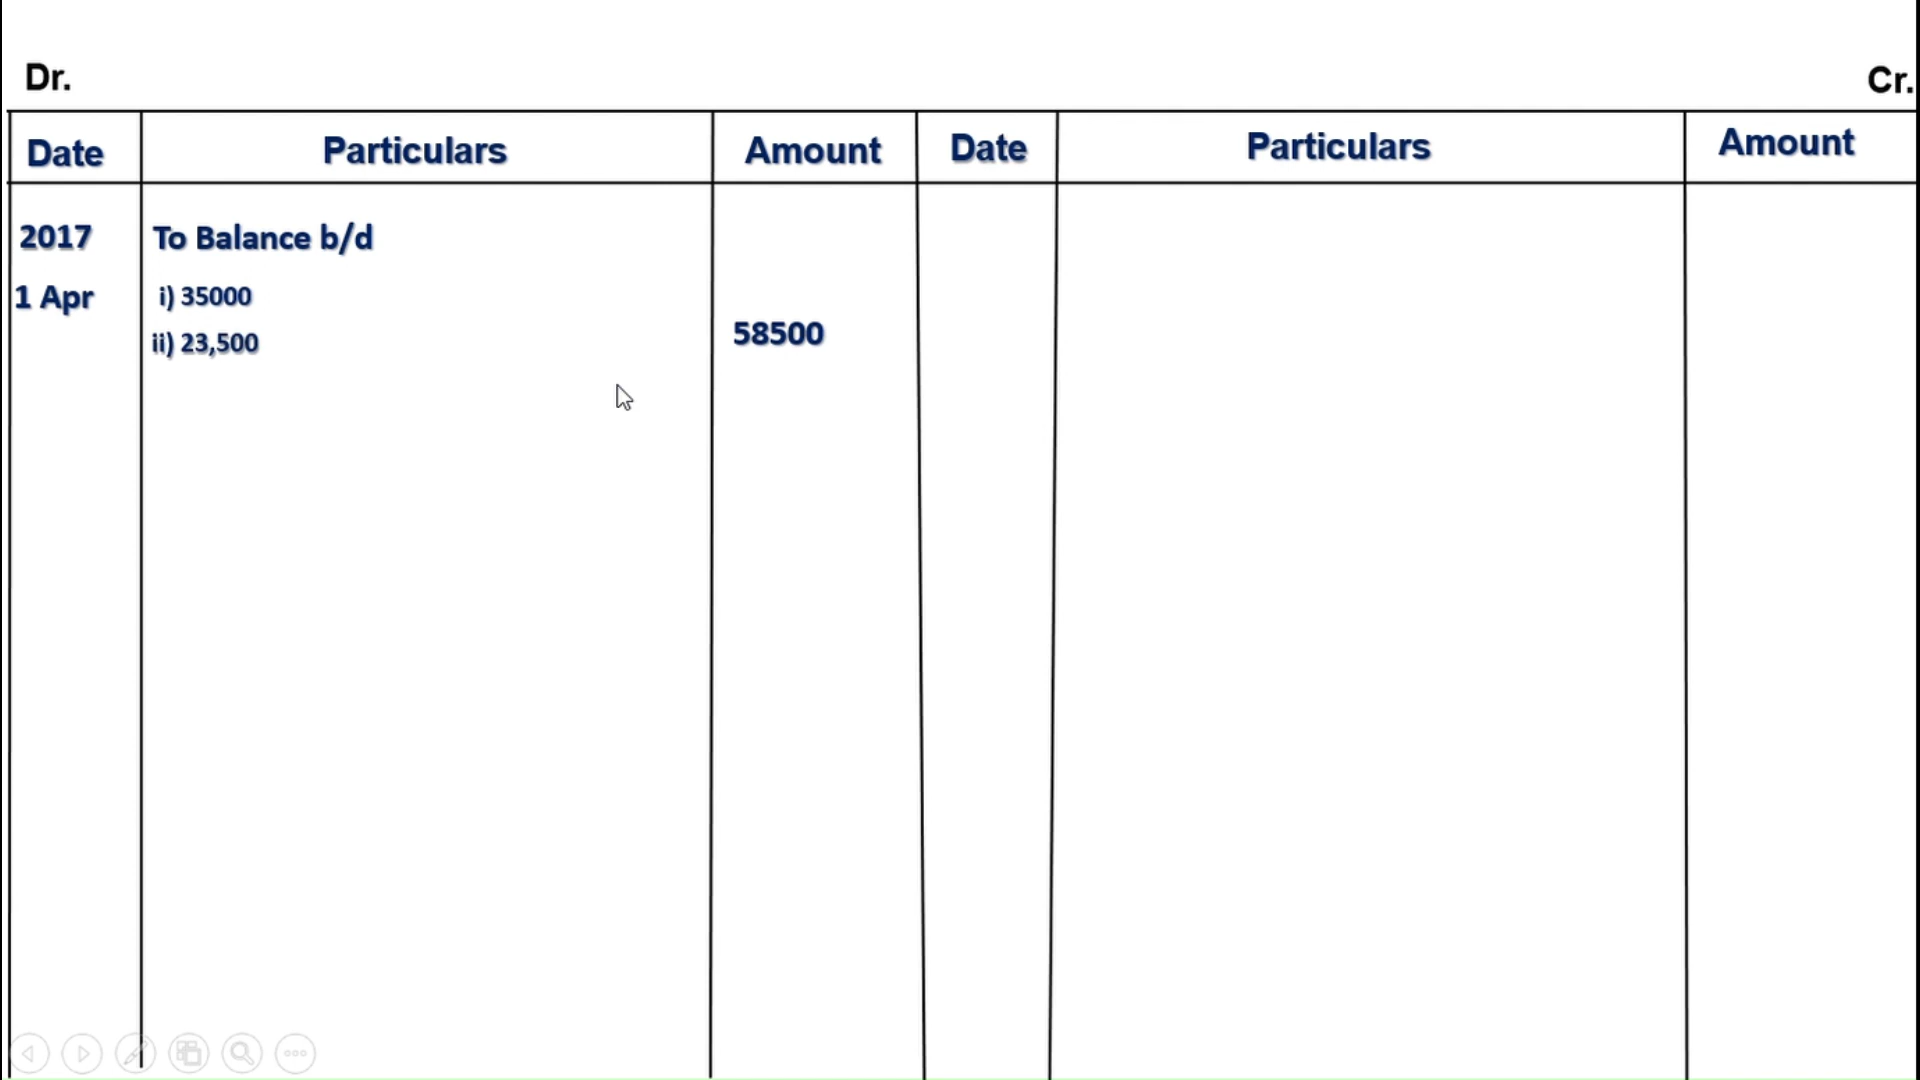 Dr.
Cr.
Date Particulars Amount Date Particulars Amount
2017 To Balance b/d
1 Apr i) 35000
ii) 23,500 58500